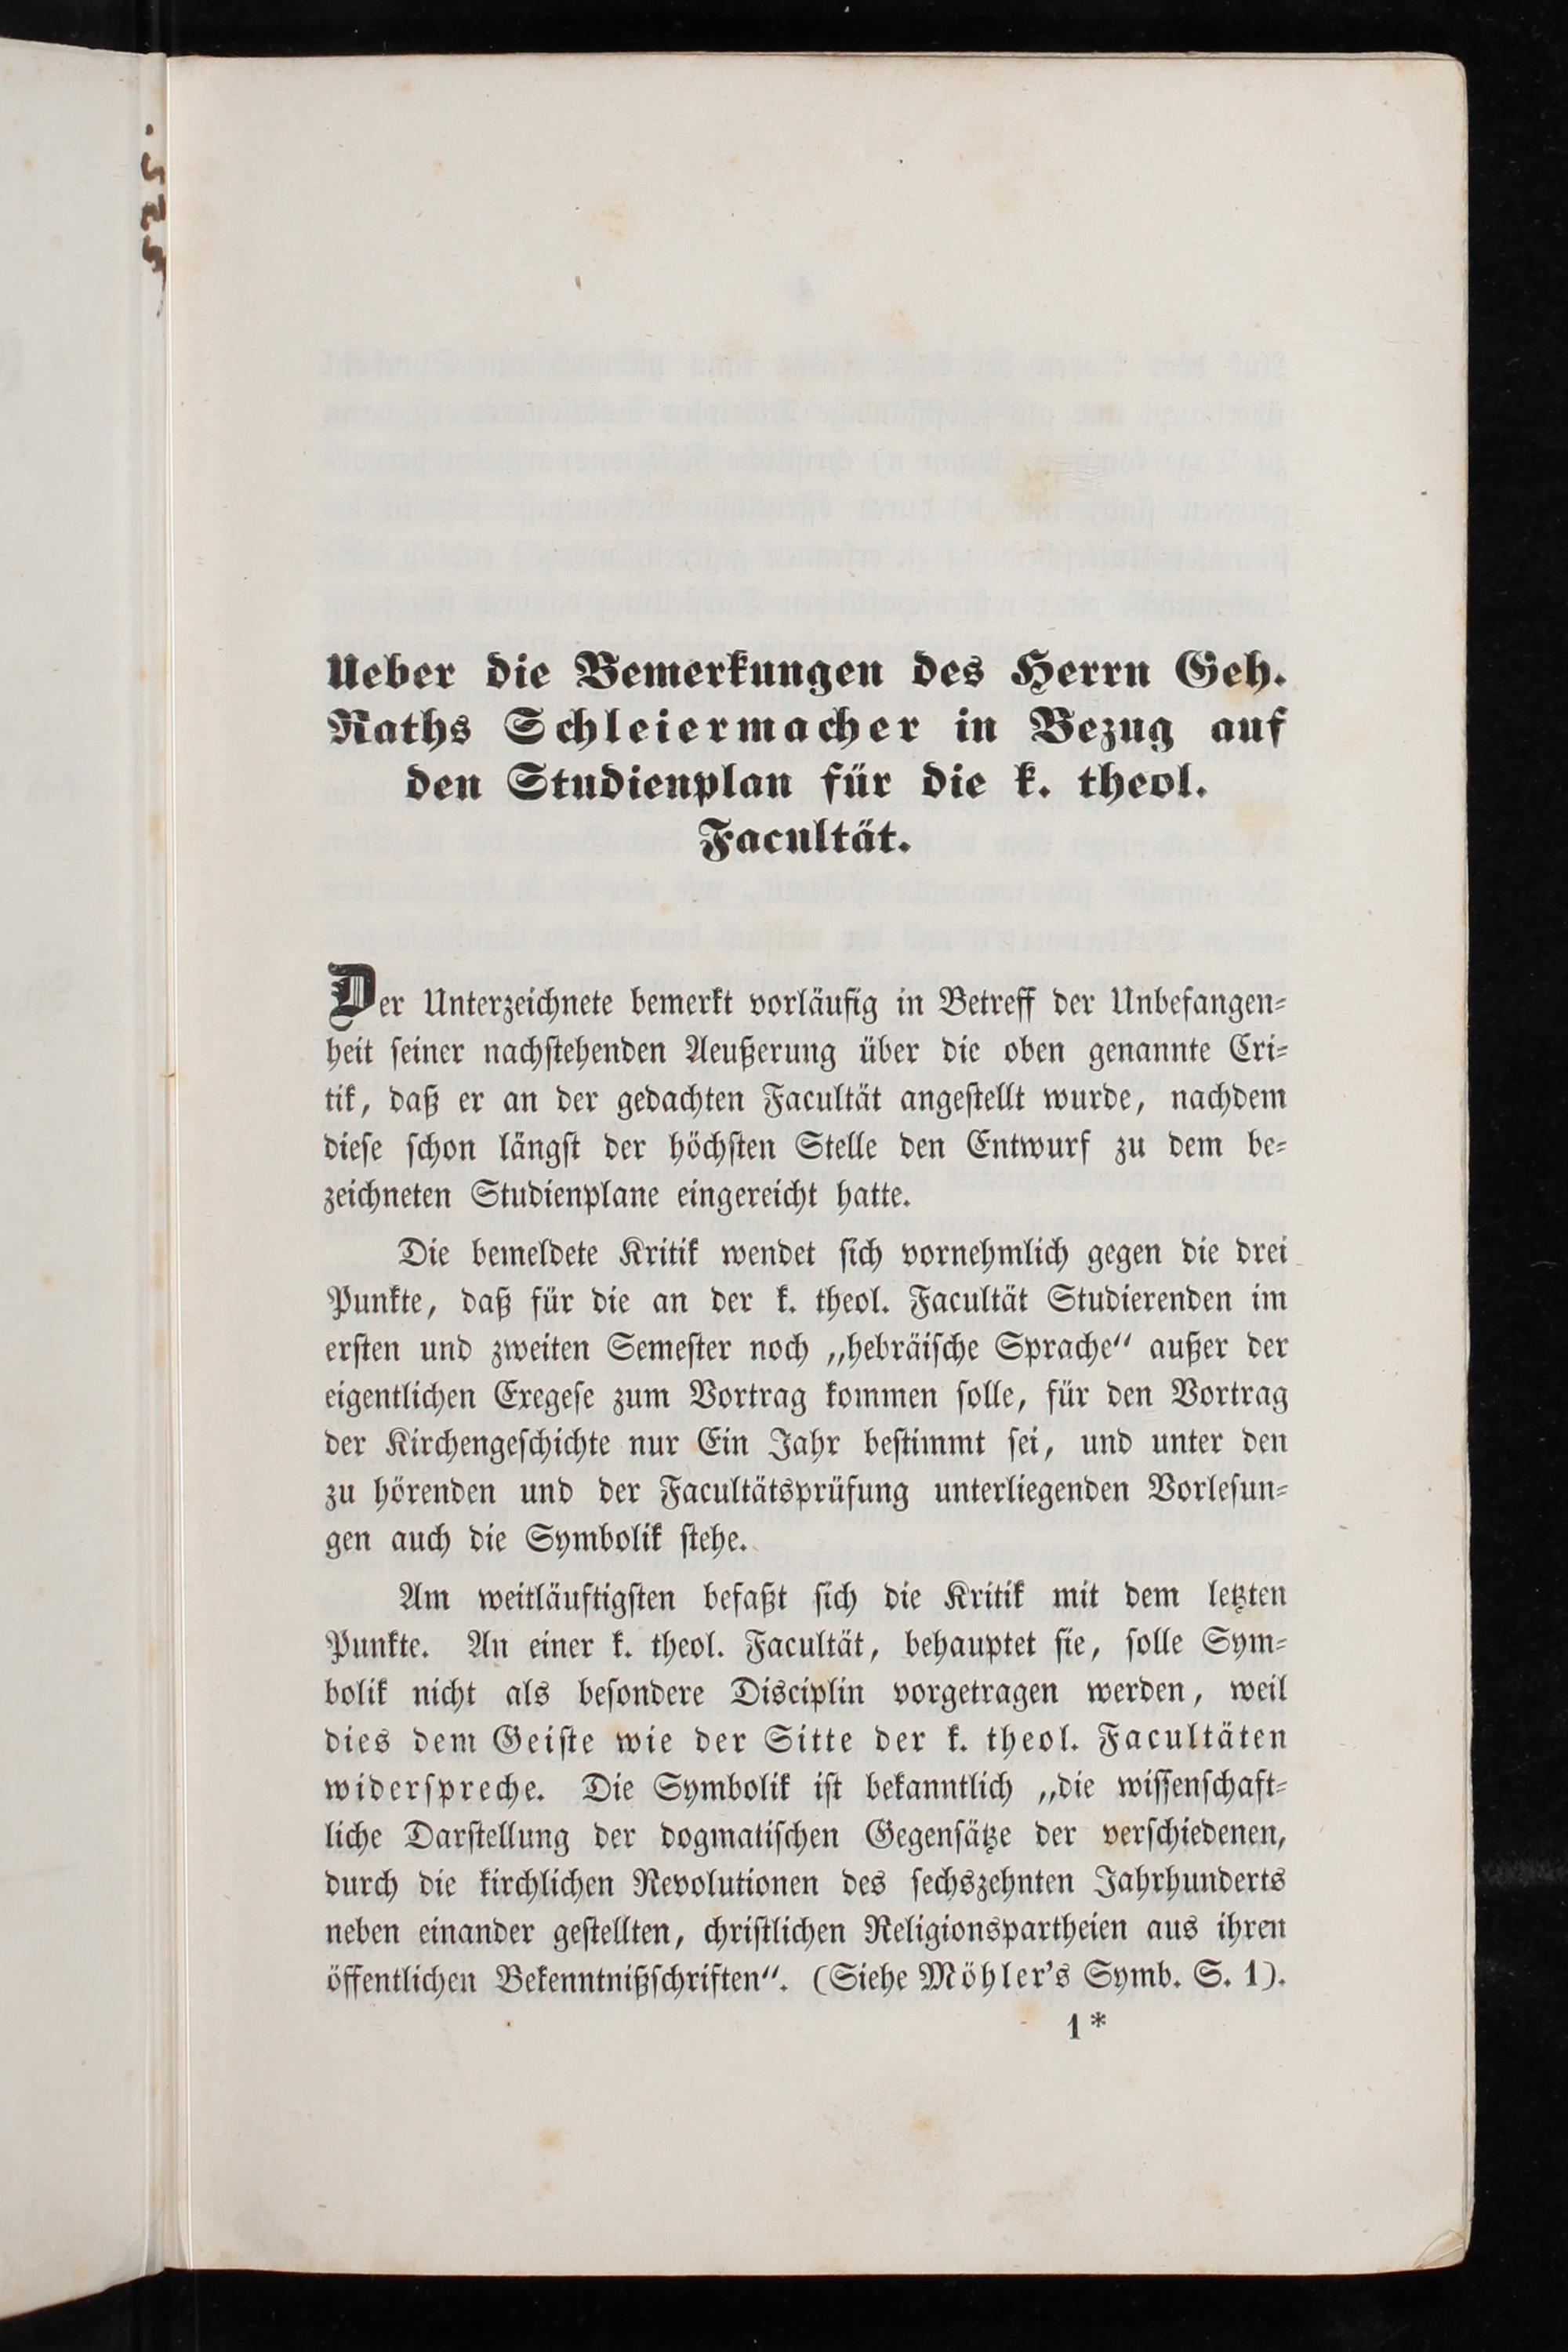 Ueber die Bemerkungen des Herrn Geh.
Raths Schleiermacher in Bezug auf
den Studienplan für die k. theol.
Facultät.
Der Unterzeichnete bemerkt vorläufig in Betreff der Unbefangen-
heit seiner nachstehenden Aeußerung über die oben genannte Cri-
tik, daß er an der gedachten Facultät angestellt wurde, nachdem
diese schon längst der höchsten Stelle den Entwurf zu dem be-
zeichneten Studienplane eingereicht hatte.
Die bemeldete Kritik wendet sich vornehmlich gegen die drei
Punkte, daß für die an der k. theol. Facultät Studierenden im
ersten und zweiten Semester noch „hebräische Sprache“ außer der
eigentlichen Exegese zum Vortrag kommen solle, für den Vortrag
der Kirchengeschichte nur Ein Jahr bestimmt sei, und unter den
zu hörenden und der Facultätsprüfung unterliegenden Vorlesun-
gen auch die Symbolik stehe.
Am weitläuftigsten befaßt sich die Kritik mit dem letzten
Punkte. An einer k. theol. Facultät, behauptet sie, solle Sym-
bolik nicht als besondere Disciplin vorgetragen werden, weil
dies dem Geiste wie der Sitte der k. theol. Facultäten
widerspreche. Die Symbolik ist bekanntlich „die wissenschaft-
liche Darstellung der dogmatischen Gegensätze der verschiedenen,
durch die kirchlichen Revolutionen des sechszehnten Jahrhunderts
neben einander gestellten, christlichen Religionspartheien aus ihren
öffentlichen Bekenntnißschriften“. (Siehe Möhler's Symb. S. 1).
1*